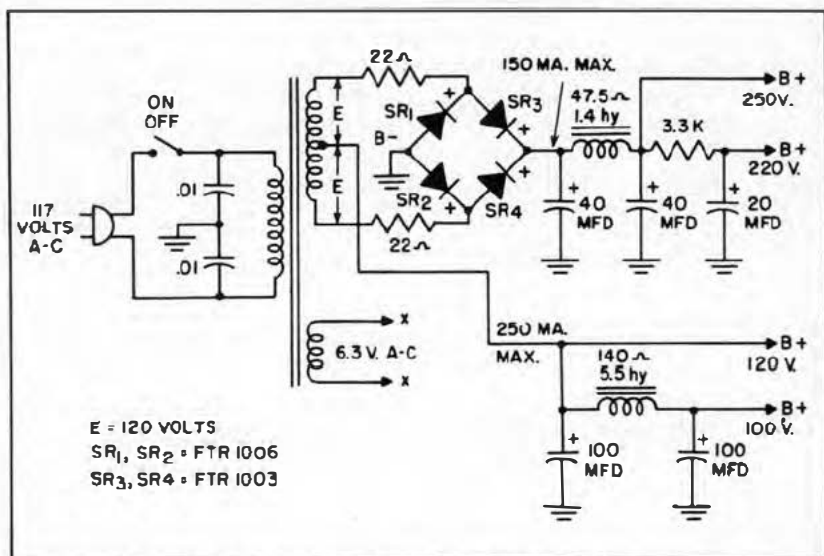 22Ω
150 MA. MAX.
B+
250V.
ON
OFF
E
SR1
+
SR3
+
47.5Ω
1.4 hy
3.3K
B-
B+
220 V.
.01
E
SR2
+
SR4
+
+
40
MFD
+
40
MFD
+
20
MFD
117
VOLTS
A-C
.01
22Ω
X
6.3 V. A-C
X
250 MA.
MAX.
B+
120 V.
140Ω
5.5 hy
B+
100 V.
E = 120 VOLTS
SR1, SR2 = FTR 1006
SR3, SR4 = FTR 1003
+
100
MFD
+
100
MFD